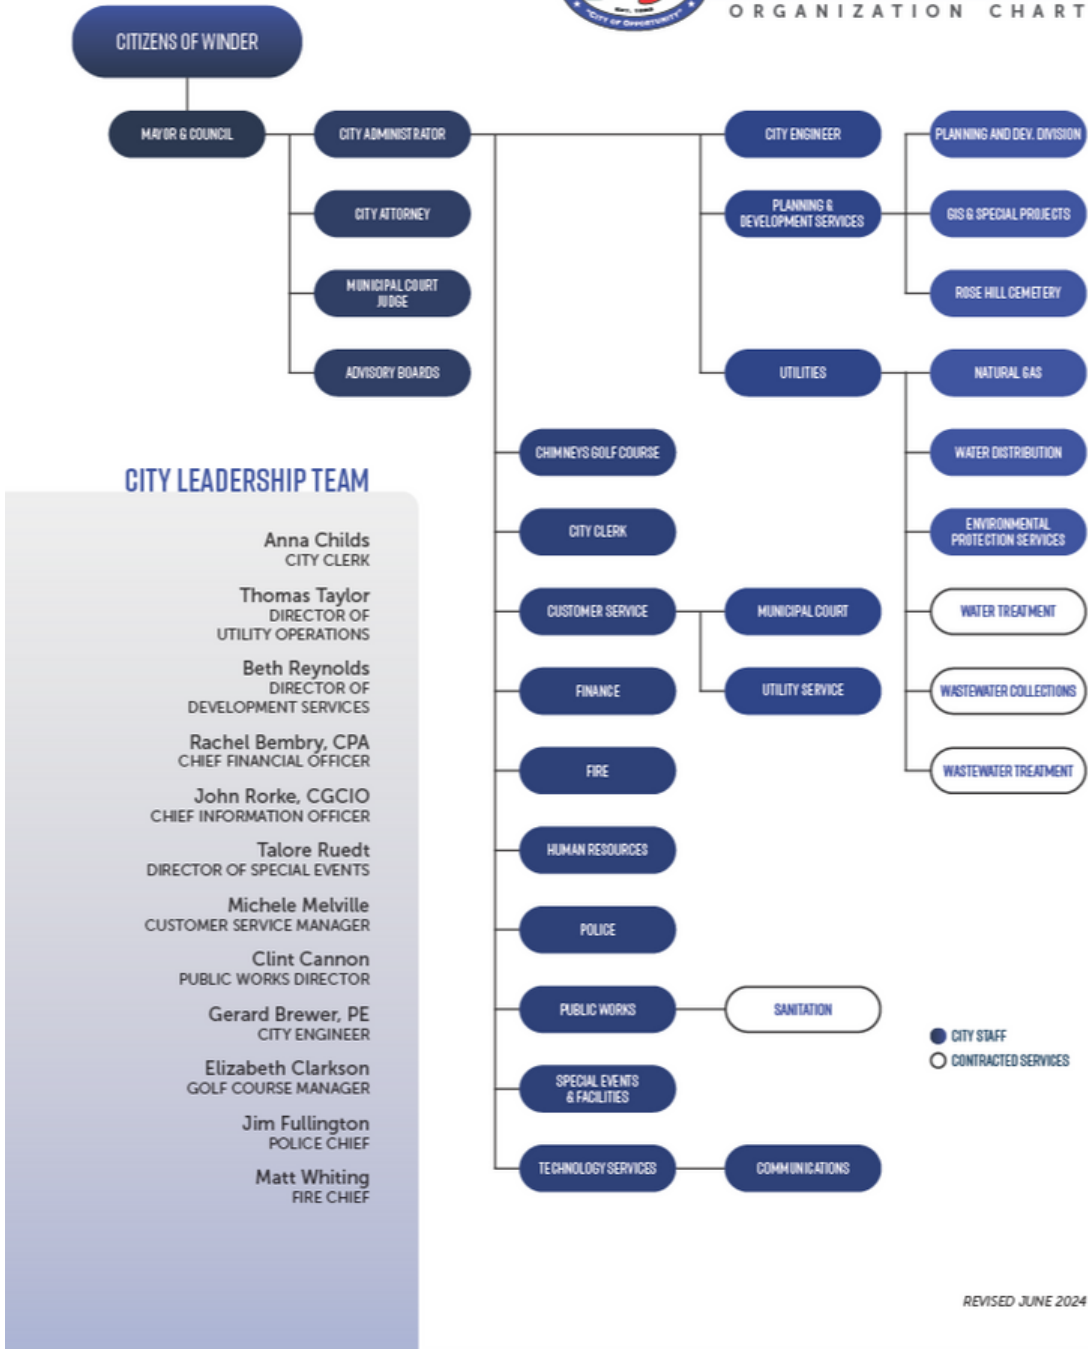 EST. 1893
"CITY OF OPPORTUNITY"
ORGANIZATION CHART
CITIZENS OF WINDER
MAYOR & COUNCIL
CITY ADMINISTRATOR
CITY ATTORNEY
MUNICIPAL COURT
JUDGE
ADVISORY BOARDS
CITY ENGINEER
PLANNING &
DEVELOPMENT SERVICES
UTILITIES
PLANNING AND DEV. DIVISION
GIS & SPECIAL PROJECTS
ROSE HILL CEMETERY
NATURAL GAS
WATER DISTRIBUTION
ENVIRONMENTAL
PROTECTION SERVICES
WATER TREATMENT
WASTEWATER COLLECTIONS
WASTEWATER TREATMENT
CHIMNEYS GOLF COURSE
CITY CLERK
CUSTOMER SERVICE
MUNICIPAL COURT
UTILITY SERVICE
FINANCE
FIRE
HUMAN RESOURCES
POLICE
PUBLIC WORKS
SANITATION
SPECIAL EVENTS
& FACILITIES
TECHNOLOGY SERVICES
COMMUNICATIONS
CITY LEADERSHIP TEAM
Anna Childs
CITY CLERK
Thomas Taylor
DIRECTOR OF
UTILITY OPERATIONS
Beth Reynolds
DIRECTOR OF
DEVELOPMENT SERVICES
Rachel Bembry, CPA
CHIEF FINANCIAL OFFICER
John Rorke, CGCIO
CHIEF INFORMATION OFFICER
Talore Ruedt
DIRECTOR OF SPECIAL EVENTS
Michele Melville
CUSTOMER SERVICE MANAGER
Clint Cannon
PUBLIC WORKS DIRECTOR
Gerard Brewer, PE
CITY ENGINEER
Elizabeth Clarkson
GOLF COURSE MANAGER
Jim Fullington
POLICE CHIEF
Matt Whiting
FIRE CHIEF
CITY STAFF
CONTRACTED SERVICES
REVISED JUNE 2024